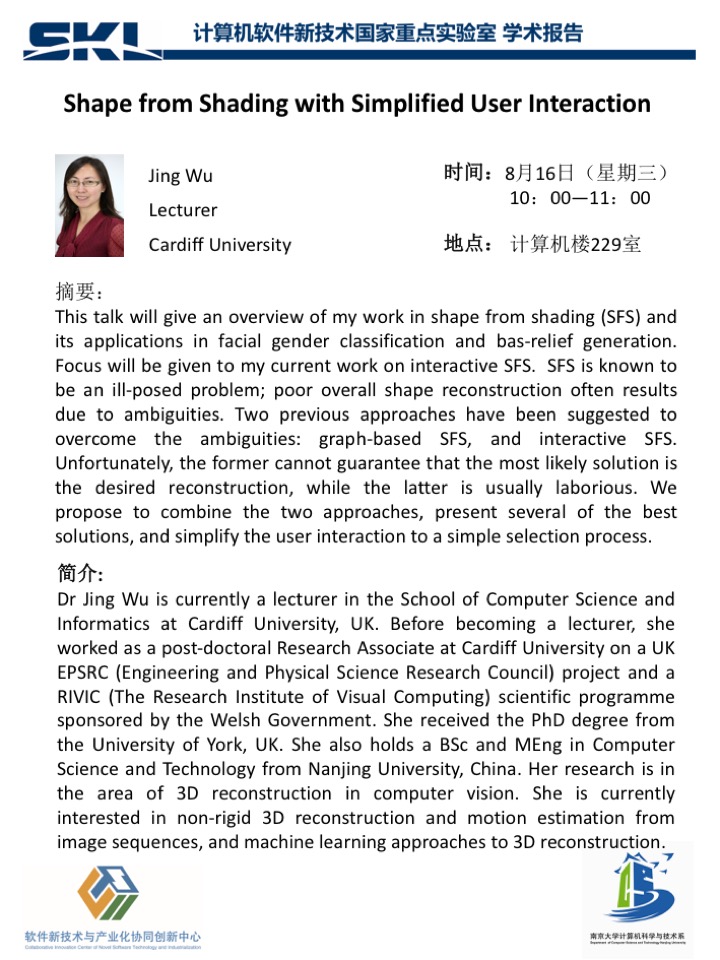 SKL 计算机软件新技术国家重点实验室 学术报告
Shape from Shading with Simplified User Interaction
Jing Wu
Lecturer
Cardiff University
时间：8月16日（星期三）
10：00—11：00
地点： 计算机楼229室
摘要：
This talk will give an overview of my work in shape from shading (SFS) and
its applications in facial gender classification and bas-relief generation.
Focus will be given to my current work on interactive SFS. SFS is known to
be an ill-posed problem; poor overall shape reconstruction often results
due to ambiguities. Two previous approaches have been suggested to
overcome the ambiguities: graph-based SFS, and interactive SFS.
Unfortunately, the former cannot guarantee that the most likely solution is
the desired reconstruction, while the latter is usually laborious. We
propose to combine the two approaches, present several of the best
solutions, and simplify the user interaction to a simple selection process.
简介：
Dr Jing Wu is currently a lecturer in the School of Computer Science and
Informatics at Cardiff University, UK. Before becoming a lecturer, she
worked as a post-doctoral Research Associate at Cardiff University on a UK
EPSRC (Engineering and Physical Science Research Council) project and a
RIVIC (The Research Institute of Visual Computing) scientific programme
sponsored by the Welsh Government. She received the PhD degree from
the University of York, UK. She also holds a BSc and MEng in Computer
Science and Technology from Nanjing University, China. Her research is in
the area of 3D reconstruction in computer vision. She is currently
interested in non-rigid 3D reconstruction and motion estimation from
image sequences, and machine learning approaches to 3D reconstruction.
软件新技术与产业化协同创新中心
Collaborative Innovation Center of Novel Software Technology and Industrialization
南京大学计算机科学与技术系
Department of Computer Science and Technology Nanjing University